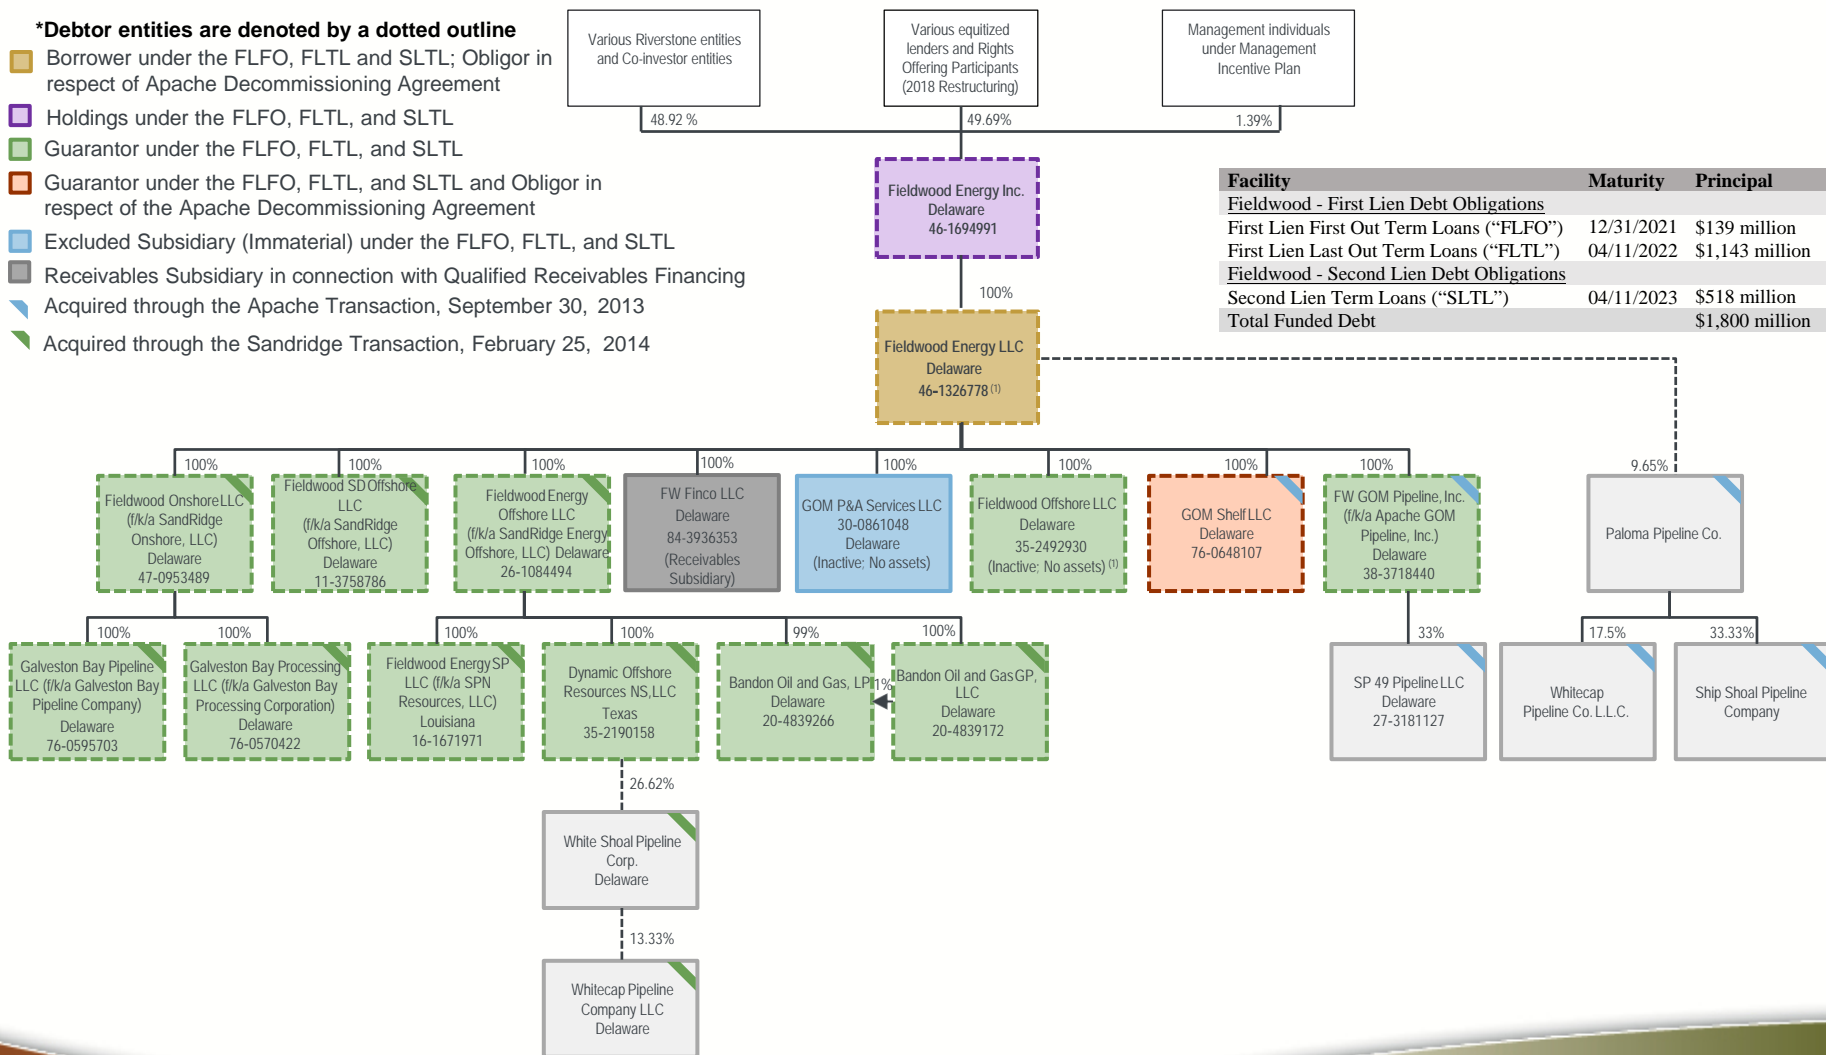 *Debtor entities are denoted by a dotted outline
Borrower under the FLFO, FLTL and SLTL; Obligor in
respect of Apache Decommissioning Agreement
Holdings under the FLFO, FLTL, and SLTL
Guarantor under the FLFO, FLTL, and SLTL
Guarantor under the FLFO, FLTL, and SLTL and Obligor in
respect of the Apache Decommissioning Agreement
Excluded Subsidiary (Immaterial) under the FLFO, FLTL, and SLTL
Receivables Subsidiary in connection with Qualified Receivables Financing
Acquired through the Apache Transaction, September 30, 2013
Acquired through the Sandridge Transaction, February 25, 2014
Various Riverstone entities
and Co-investor entities
Various equitized
lenders and Rights
Offering Participants
(2018 Restructuring)
Management individuals
under Management
Incentive Plan
48.92 %
49.69%
1.39%
Fieldwood Energy Inc.
Delaware
46-1694991
100%
Facility Maturity Principal
Fieldwood - First Lien Debt Obligations
First Lien First Out Term Loans (“FLFO”) 12/31/2021 $139 million
First Lien Last Out Term Loans (“FLTL”) 04/11/2022 $1,143 million
Fieldwood - Second Lien Debt Obligations
Second Lien Term Loans (“SLTL”) 04/11/2023 $518 million
Total Funded Debt $1,800 million
Fieldwood Energy LLC
Delaware
46-1326778 (1)
100%
100%
100%
100%
100%
100%
100%
100%
9.65%
Fieldwood Onshore LLC
(f/k/a SandRidge
Onshore, LLC)
Delaware
47-0953489
Fieldwood SD Offshore
LLC
(f/k/a SandRidge
Offshore, LLC)
Delaware
11-3758786
Fieldwood Energy
Offshore LLC
(f/k/a SandRidge Energy
Offshore, LLC) Delaware
26-1084494
FW Finco LLC
Delaware
84-3936353
(Receivables
Subsidiary)
GOM P&A Services LLC
30-0861048
Delaware
(Inactive; No assets)
Fieldwood Offshore LLC
Delaware
35-2492930
(Inactive; No assets) (1)
GOM Shelf LLC
Delaware
76-0648107
FW GOM Pipeline, Inc.
(f/k/a Apache GOM
Pipeline, Inc.)
Delaware
38-3718440
Paloma Pipeline Co.
100%
100%
100%
100%
99%
100%
33%
17.5%
33.33%
Galveston Bay Pipeline
LLC (f/k/a Galveston Bay
Pipeline Company)
Delaware
76-0595703
Galveston Bay Processing
LLC (f/k/a Galveston Bay
Processing Corporation)
Delaware
76-0570422
Fieldwood Energy SP
LLC (f/k/a SPN
Resources, LLC)
Louisiana
16-1671971
Dynamic Offshore
Resources NS, LLC
Texas
35-2190158
Bandon Oil and Gas, LP
Delaware
20-4839266
1%
Bandon Oil and Gas GP,
LLC
Delaware
20-4839172
SP 49 Pipeline LLC
Delaware
27-3181127
Whitecap
Pipeline Co. L.L.C.
Ship Shoal Pipeline
Company
26.62%
White Shoal Pipeline
Corp.
Delaware
13.33%
Whitecap Pipeline
Company LLC
Delaware